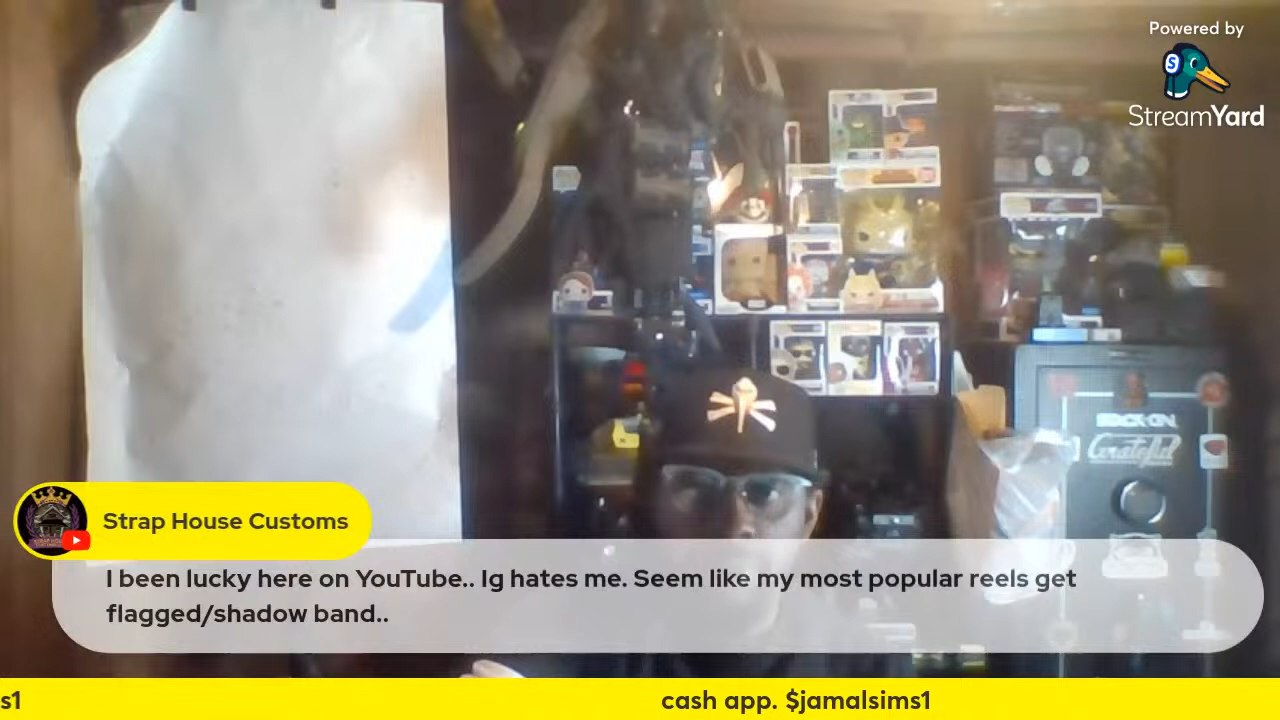 Powered by
StreamYard
Grateful
Strap House Customs
I been lucky here on YouTube.. Ig hates me. Seem like my most popular reels get
flagged/shadow band..
s1
cash app. $jamalsims1